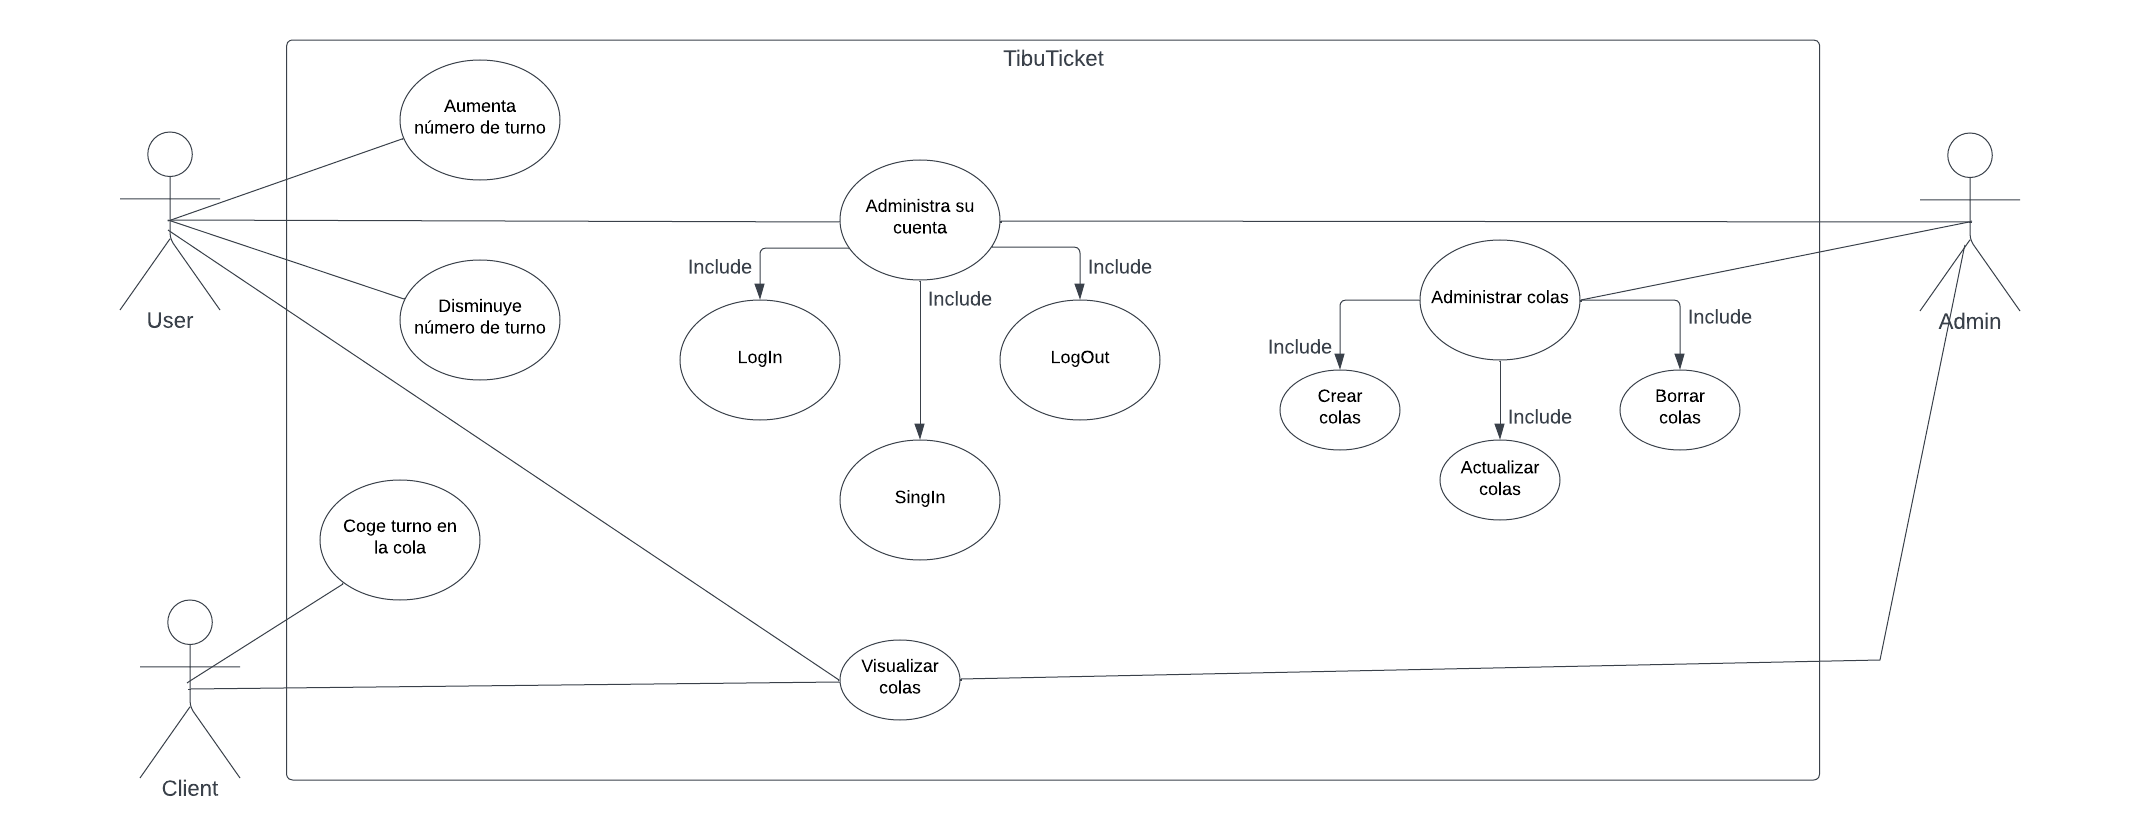 TibuTicket
Aumenta
número de turno
User
Disminuye
número de turno
Administra su
cuenta
Include
Include
Include
LogIn
LogOut
SingIn
Administrar colas
Include
Include
Include
Crear
colas
Actualizar
colas
Borrar
colas
Admin
Coge turno en
la cola
Visualizar
colas
Client